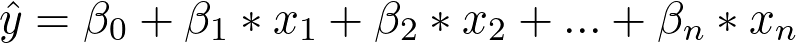 ŷ = β₀ + β₁ * x₁ + β₂ * x₂ + ... + βₙ * xₙ